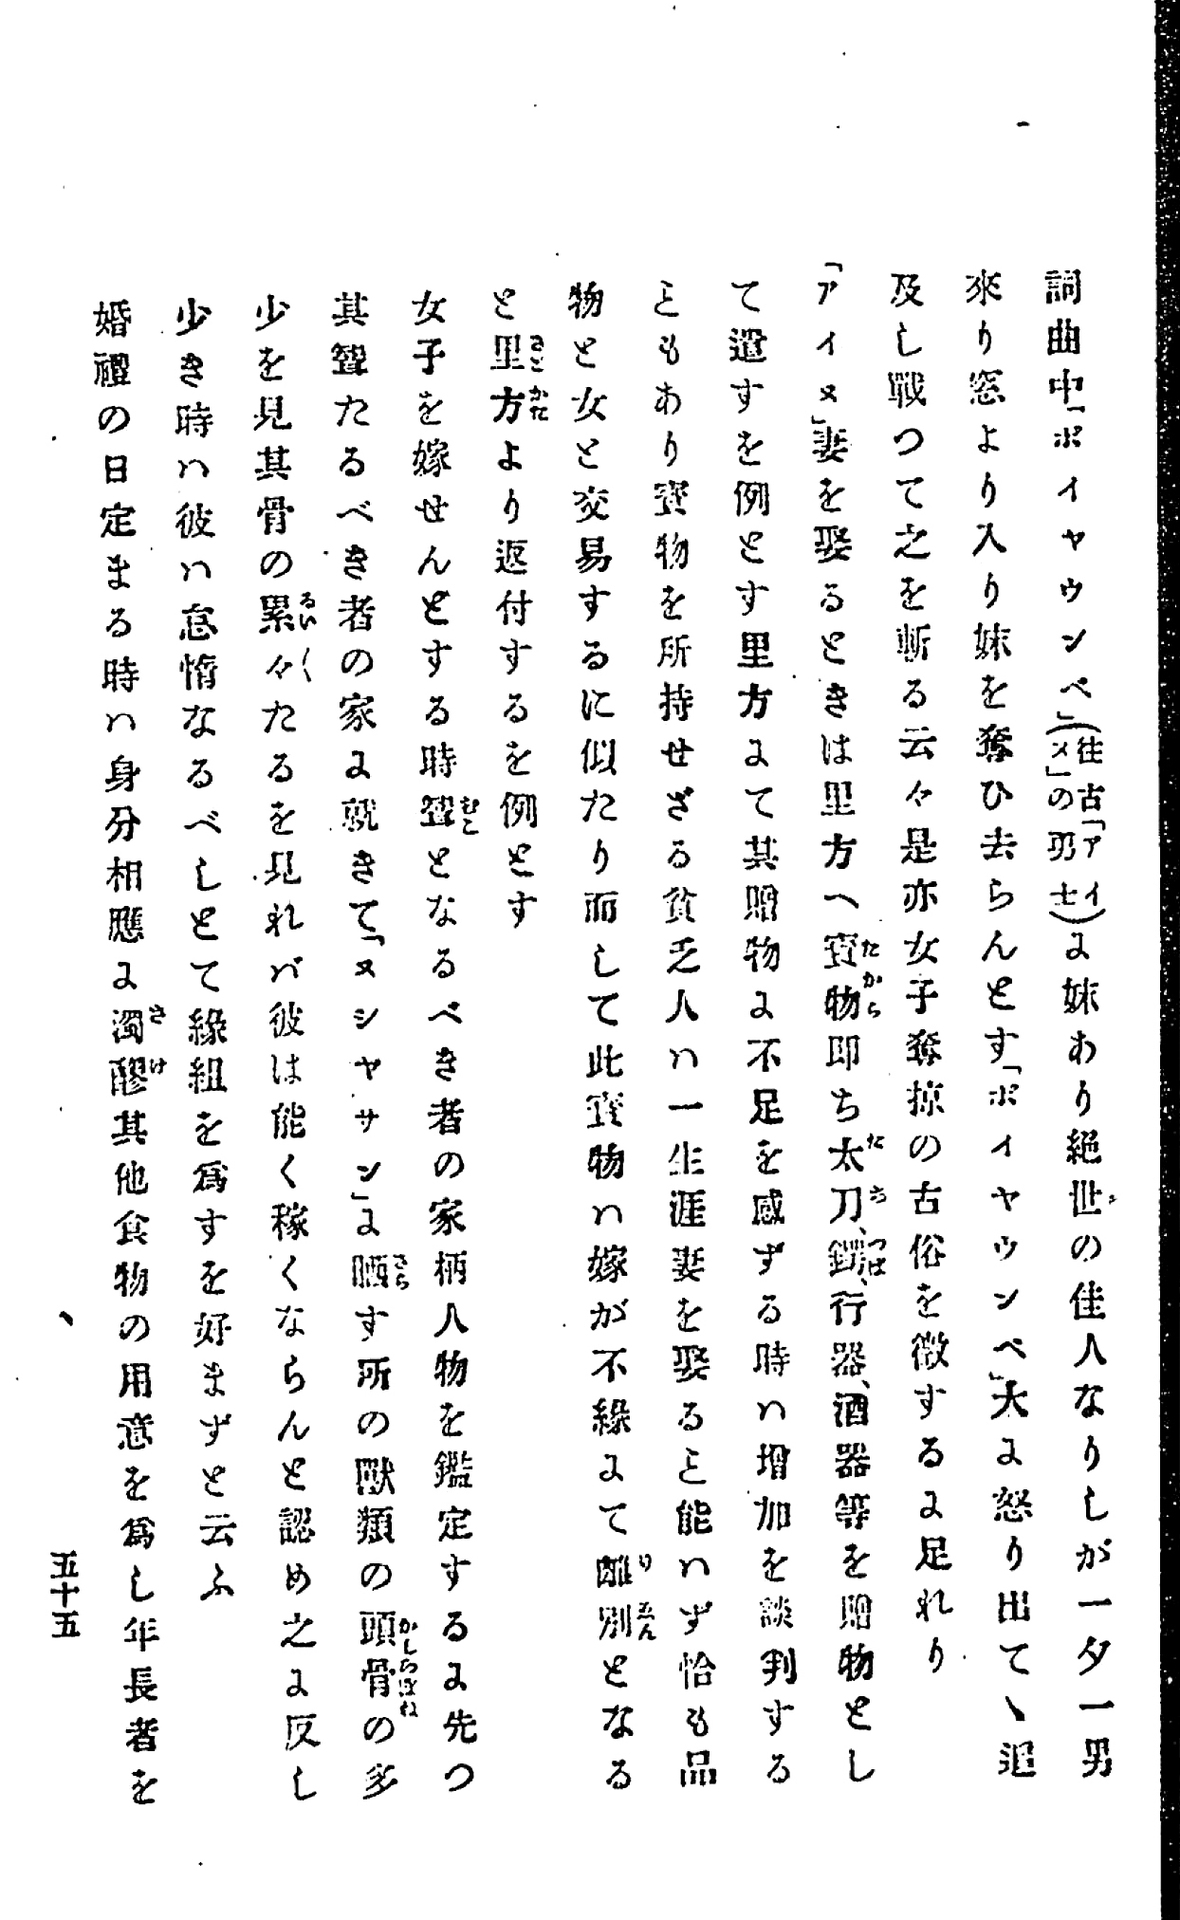 詞曲中「ポイヤウンペ」(往古「アイヌ」の勇士)に妹あり絶世の佳人なりしが一夕一男
來り窓より入り妹を奪ひ去らんとす「ポイヤウンペ」大に怒り出てヽ追
及し戰つて之を斬る云々是亦女子奪掠の古俗を徴するに足れり
「アイヌ」妻を娶るときは里方へ寳物即ち太刀、鍔、行器、酒器等を贈物とし
て遣すを例とす里方にて其贈物に不足を感ずる時ハ増加を談判する
ヿもあり寳物を所持せざる貧乏人ハ一生涯妻を娶るヿ能ハず恰も品
物と女と交易するに似たり而して此寳物ハ嫁が不縁にて離別となる
と里方より返付するを例とす
女子を嫁せんとする時聟となるべき者の家柄人物を鑑定するに先つ
其聟たるべき者の家に就きて「ヌシヤサン」に晒す所の獸類の頭骨の多
少を見其骨の累々たるを見れバ彼は能く稼くならんと認め之に反し
少き時ハ彼ハ怠惰なるべしとて縁組を爲すを好まずと云ふ
婚禮の日定まる時ハ身分相應に濁醪其他食物の用意を爲し年長者を
五十五